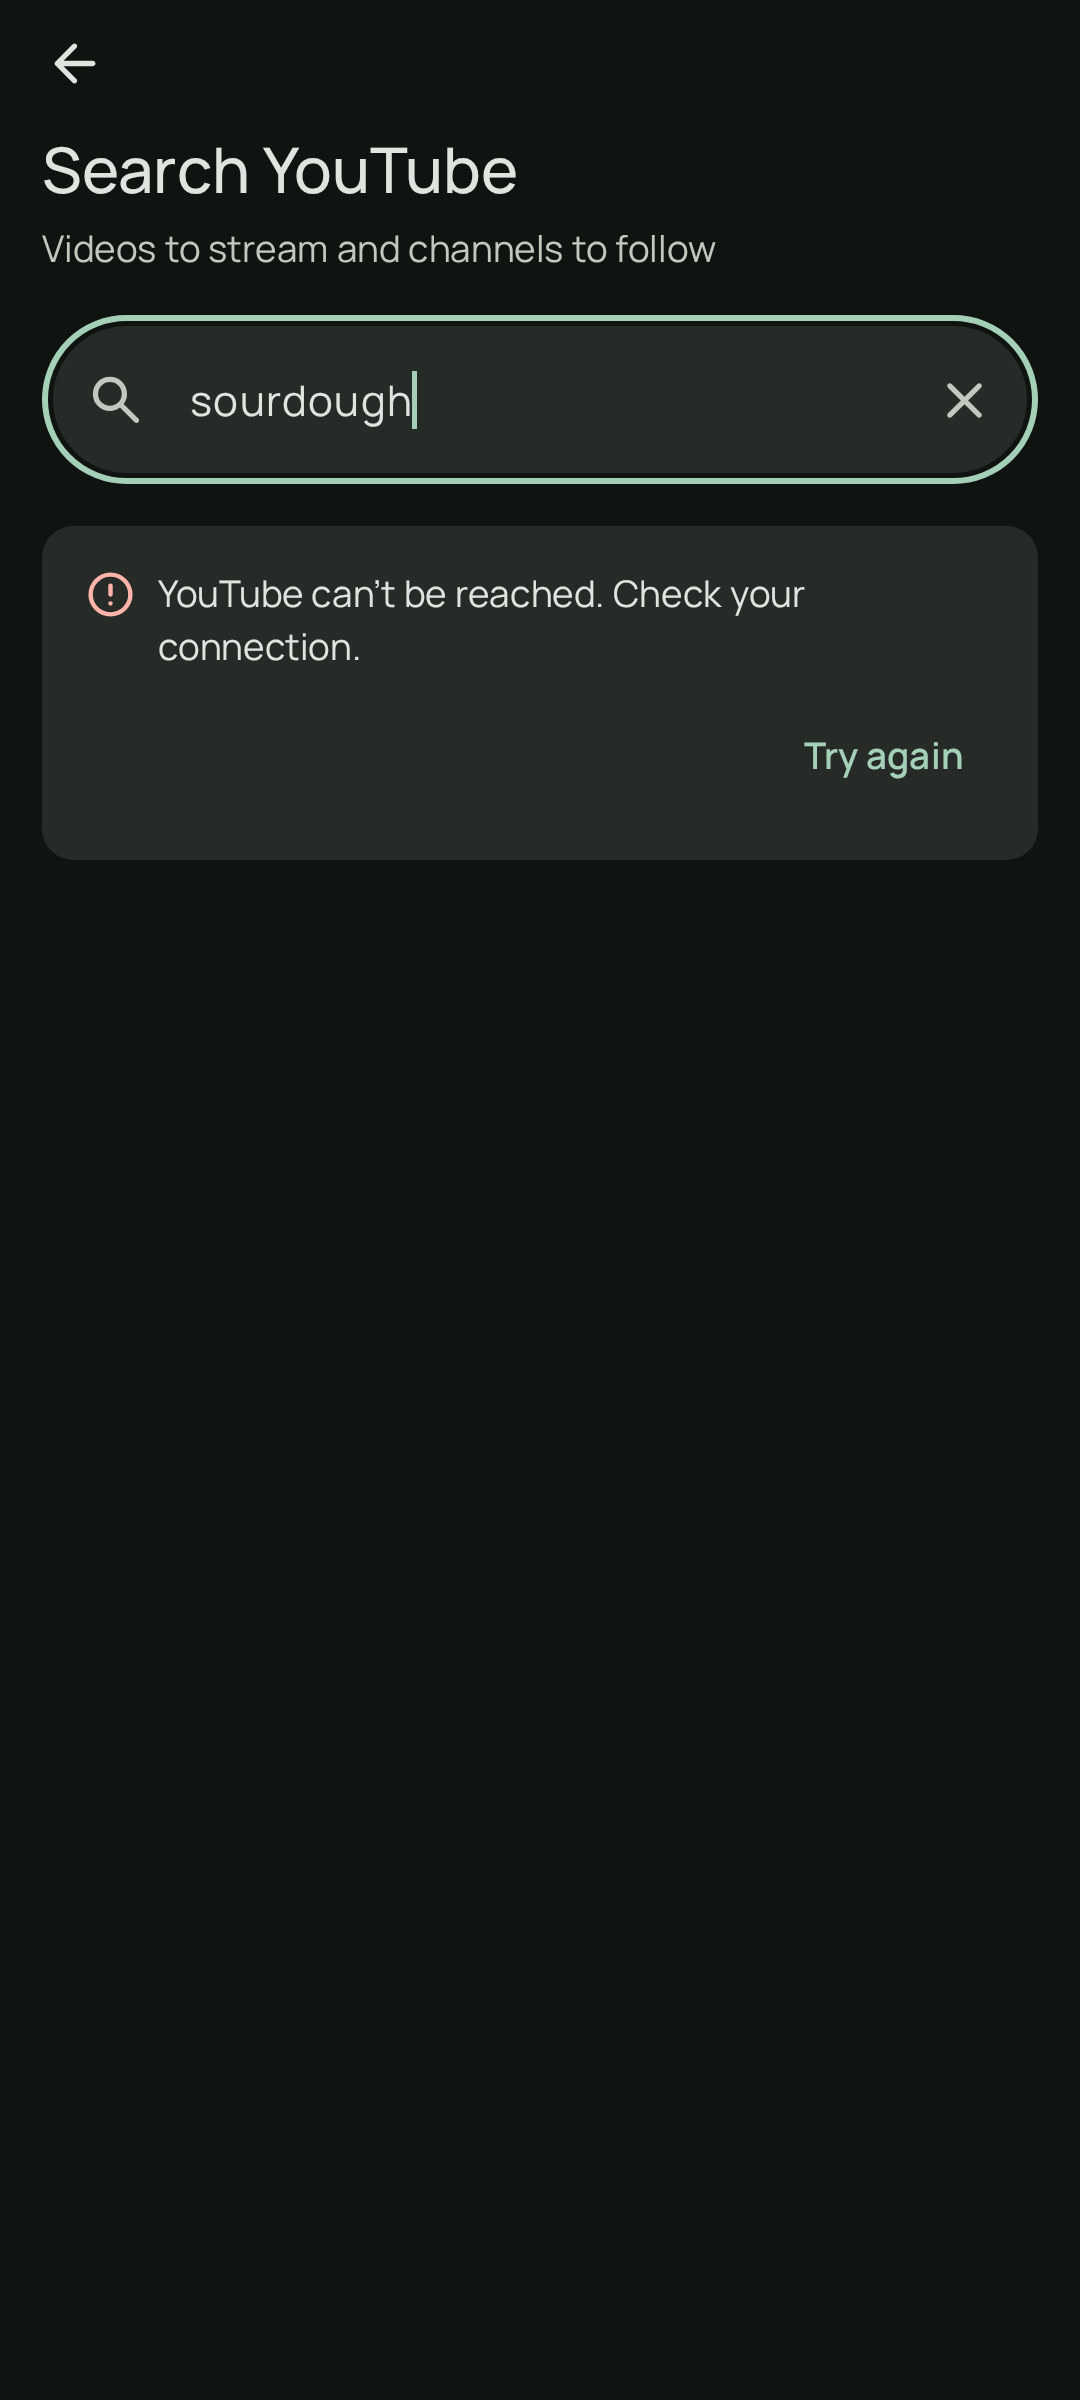 Search YouTube
Videos to stream and channels to follow
sourdough
YouTube can’t be reached. Check your
connection.
Try again